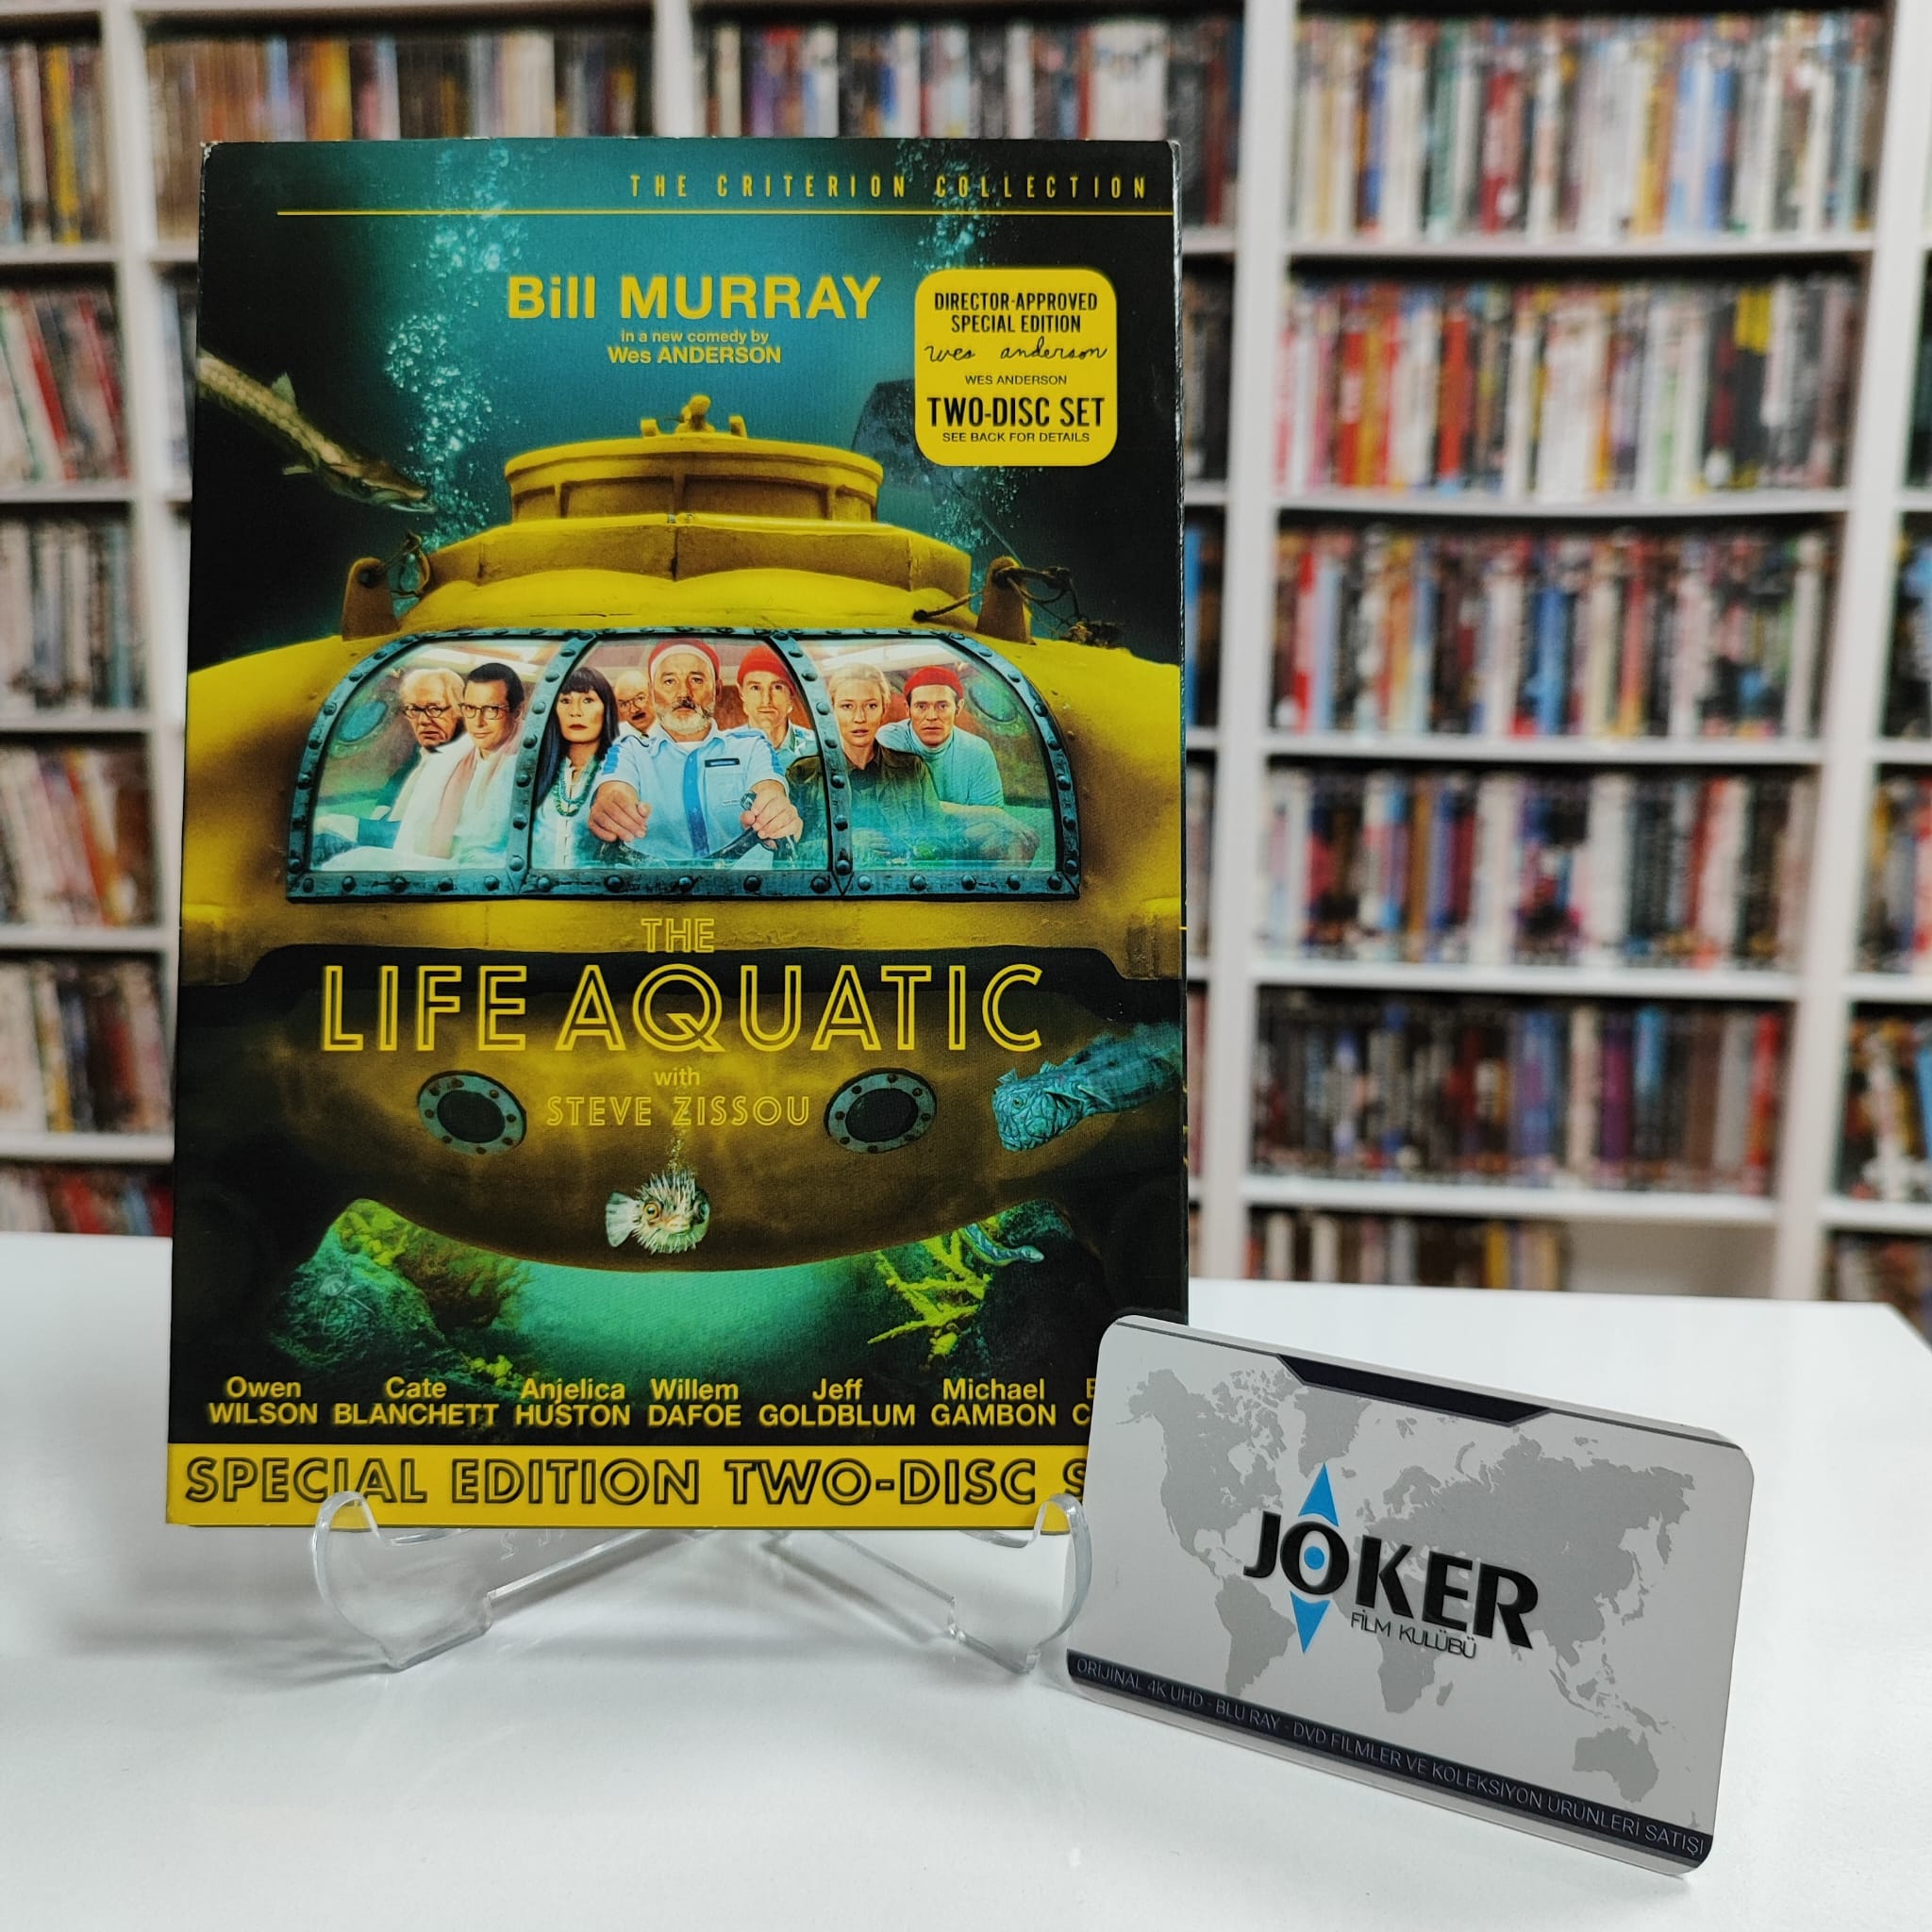 THE CRITERION COLLECTION
Bill MURRAY
in a new comedy by
Wes ANDERSON
DIRECTOR-APPROVED
SPECIAL EDITION
wes anderson
WES ANDERSON
TWO-DISC SET
SEE BACK FOR DETAILS
THE
LIFE AQUATIC
with
STEVE ZISSOU
Owen WILSON
Cate BLANCHETT
Anjelica HUSTON
Willem DAFOE
Jeff GOLDBLUM
Michael GAMBON
SPECIAL EDITION TWO-DISC
JOKER
FİLM KULÜBÜ
ORİJİNAL 4K UHD - BLU RAY - DVD FİLMLER VE KOLEKSİYON ÜRÜNLERİ SATIŞI